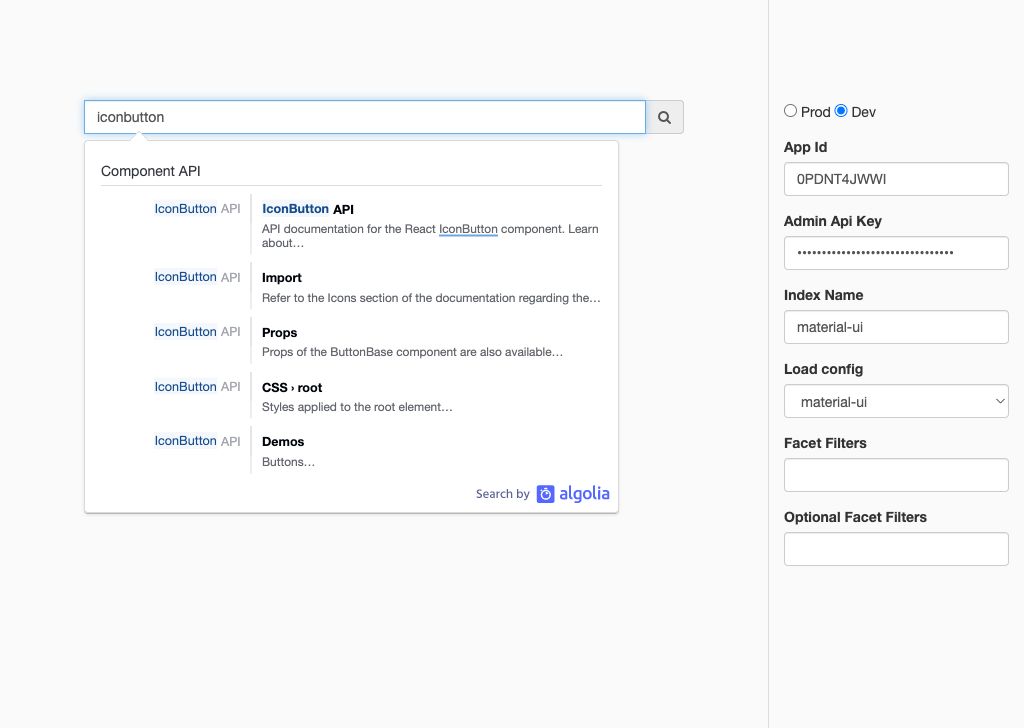 iconbutton
Component API
IconButton API
IconButton API
API documentation for the React IconButton component. Learn
about…
IconButton API
Import
Refer to the Icons section of the documentation regarding the…
IconButton API
Props
Props of the ButtonBase component are also available…
IconButton API
CSS › root
Styles applied to the root element…
IconButton API
Demos
Buttons…
Search by algolia
Prod Dev
App Id
0PDNT4JWWI
Admin Api Key
••••••••••••••••••••••••••••••••
Index Name
material-ui
Load config
material-ui
Facet Filters
Optional Facet Filters